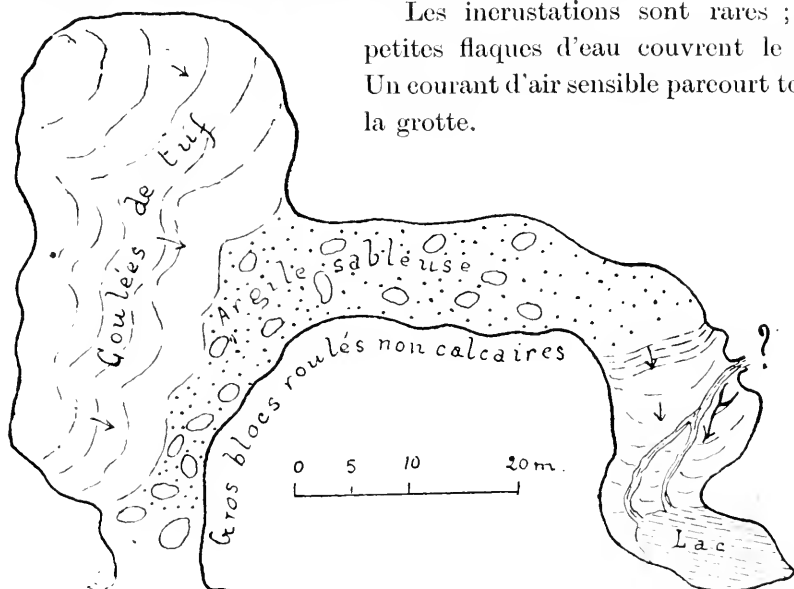 Les incrustations sont rares ;
petites flaques d'eau couvrent le
Un courant d'air sensible parcourt to
la grotte.
Coulées de tuf
Argile sableuse
Gros blocs roulés non calcaires
?
0 5 10 20 m.
Lac